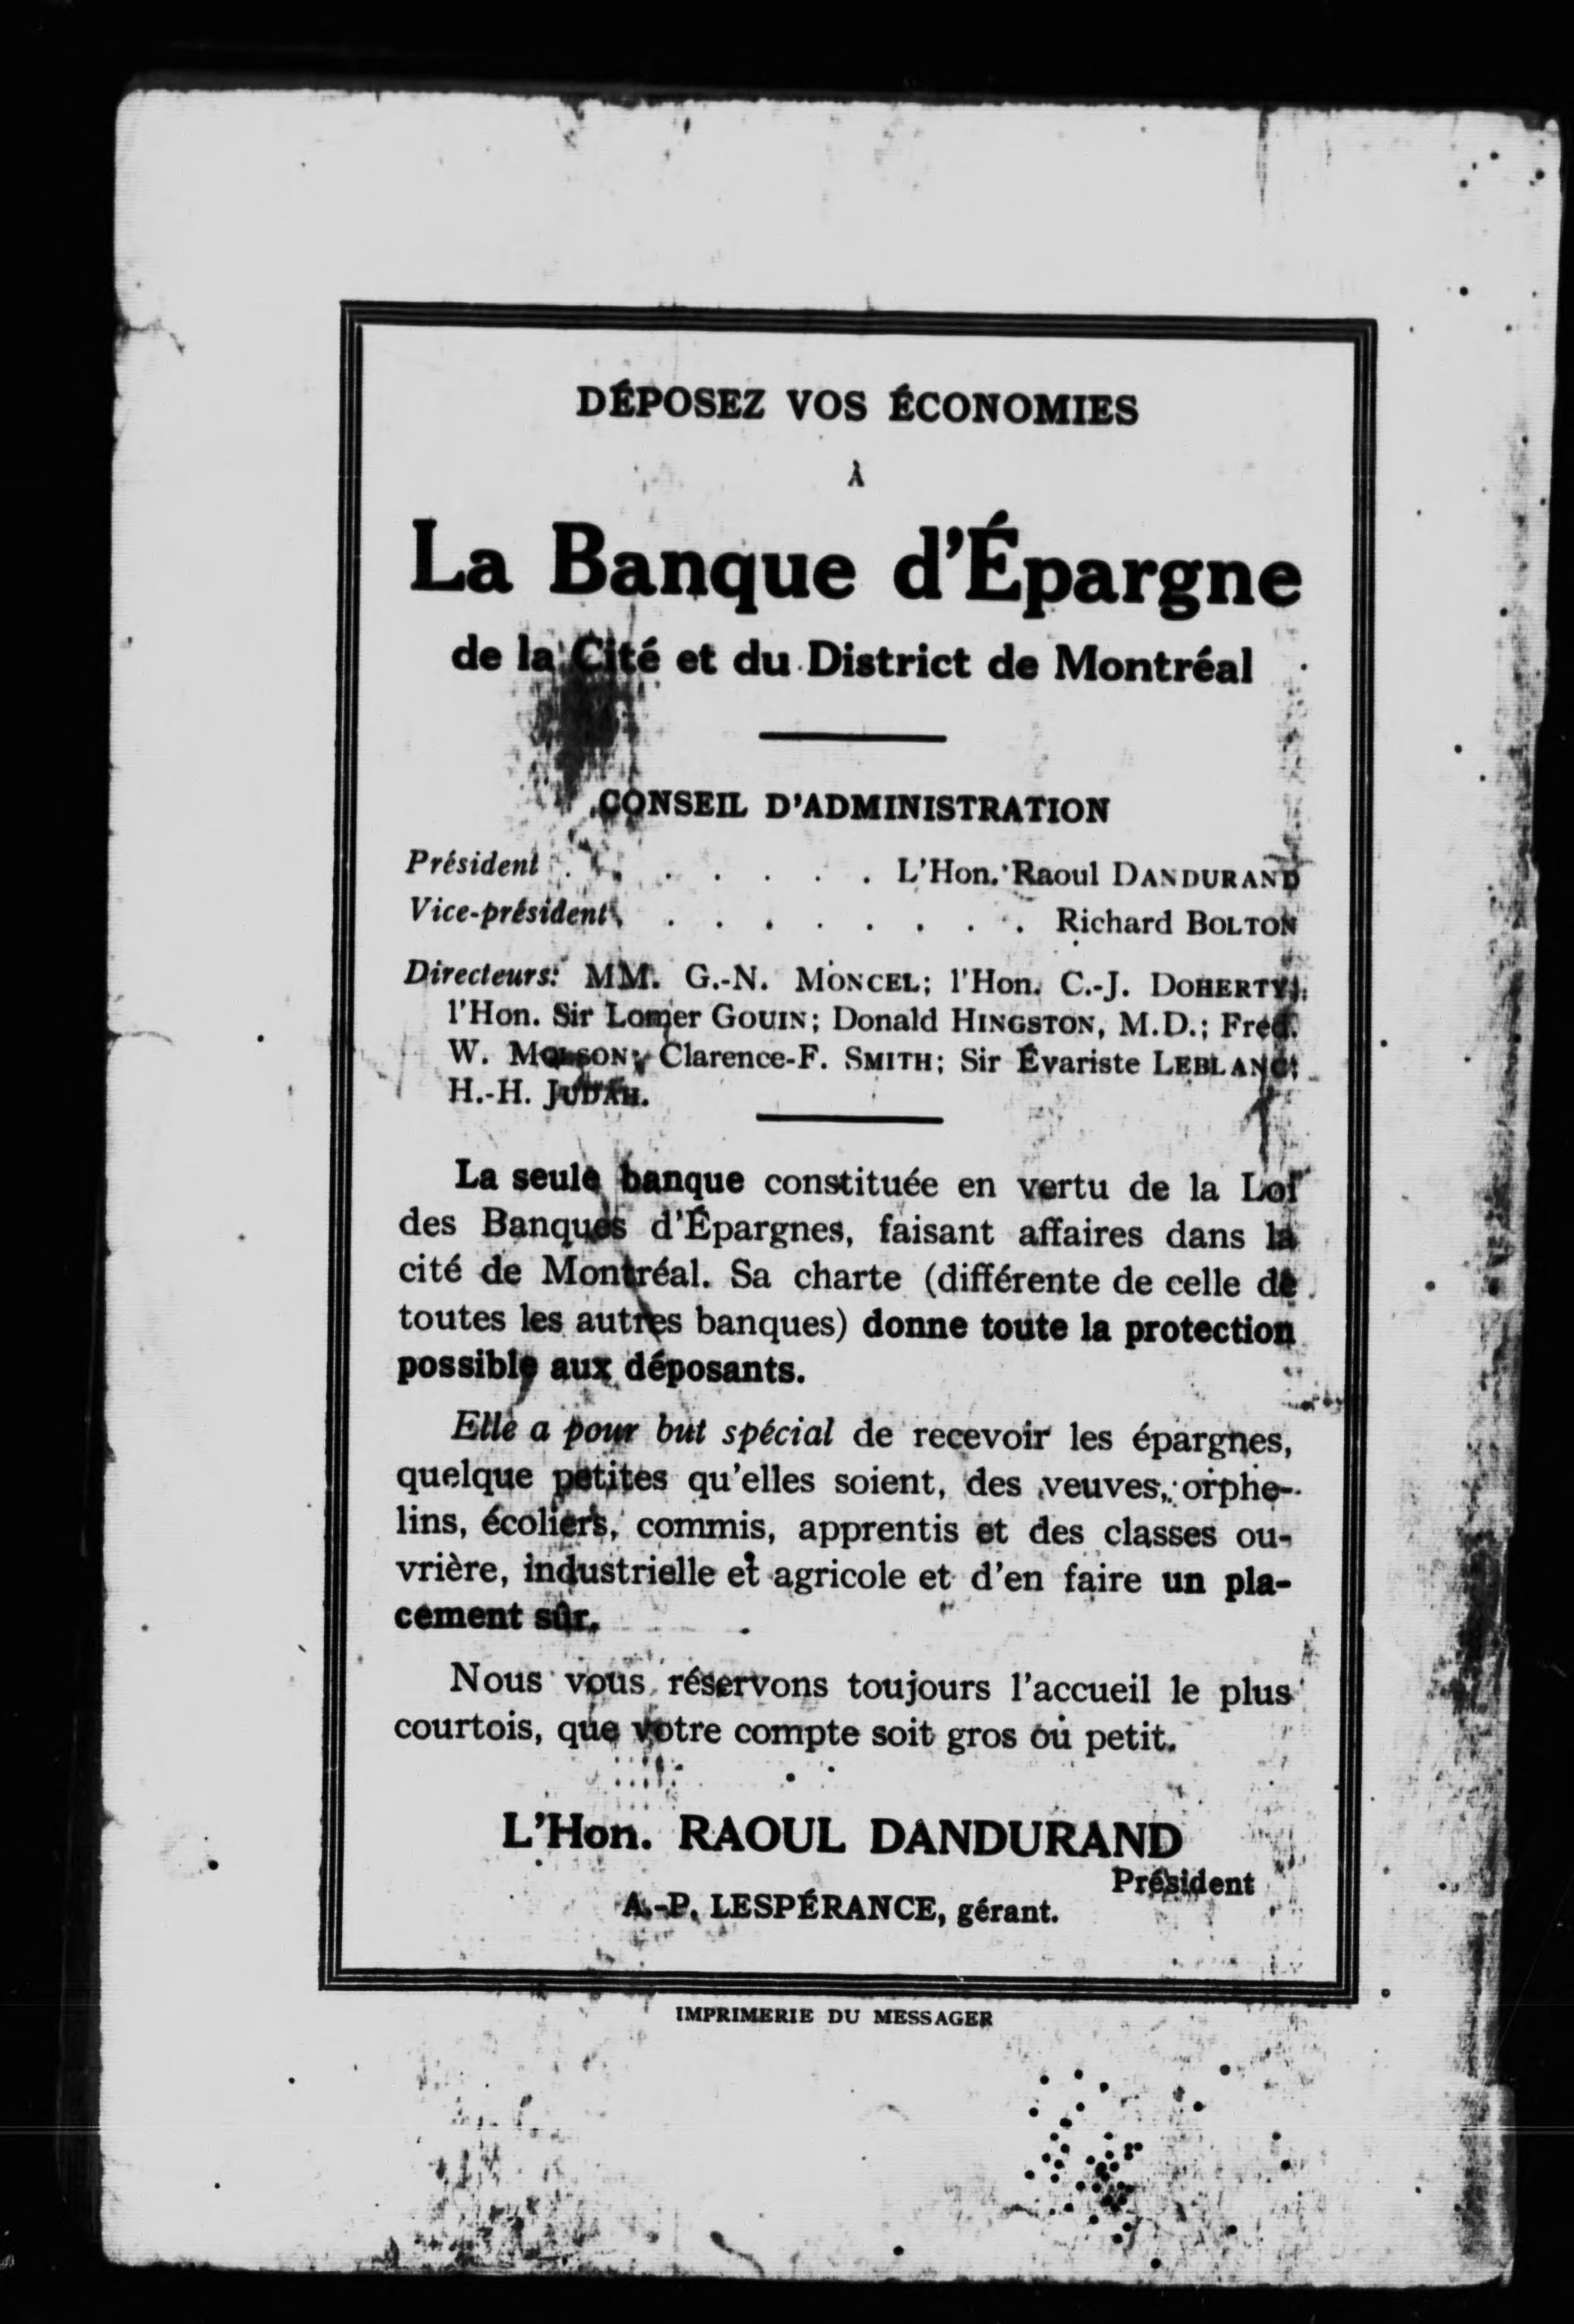 DÉPOSEZ VOS ÉCONOMIES
À
La Banque d'Épargne
de la Cité et du District de Montréal
CONSEIL D'ADMINISTRATION
Président . . . . . . . L'Hon. Raoul DANDURAND
Vice-président . . . . . . . . . Richard BOLTON
Directeurs: MM. G.-N. MONCEL; l'Hon. C.-J. DOHERTY;
l'Hon. Sir Lomer GOUIN; Donald HINGSTON, M.D.; Fred.
W. MOLSON; Clarence-F. SMITH; Sir Évariste LEBLANC;
H.-H. JUDAH.
La seule banque constituée en vertu de la Loi
des Banques d'Épargnes, faisant affaires dans la
cité de Montréal. Sa charte (différente de celle de
toutes les autres banques) donne toute la protection
possible aux déposants.
Elle a pour but spécial de recevoir les épargnes,
quelque petites qu'elles soient, des veuves, orphe-
lins, écoliers, commis, apprentis et des classes ou-
vrière, industrielle et agricole et d'en faire un pla-
cement sûr.
Nous vous réservons toujours l'accueil le plus
courtois, que votre compte soit gros ou petit.
L'Hon. RAOUL DANDURAND
Président
A.-P. LESPÉRANCE, gérant.
IMPRIMERIE DU MESSAGER